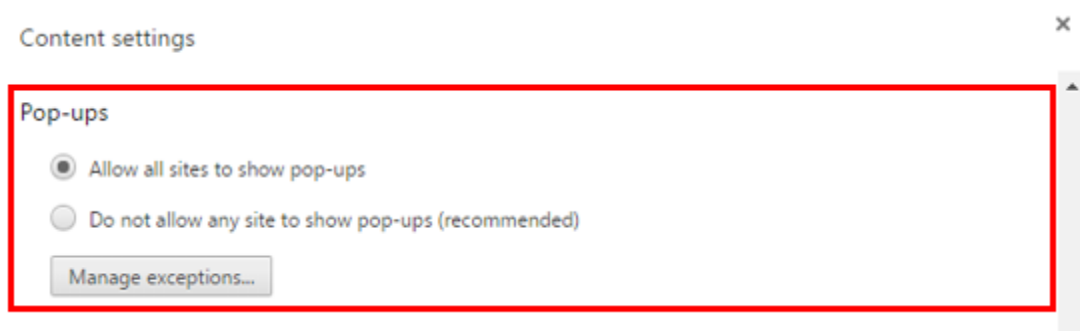 Content settings
Pop-ups
Allow all sites to show pop-ups
Do not allow any site to show pop-ups (recommended)
Manage exceptions...